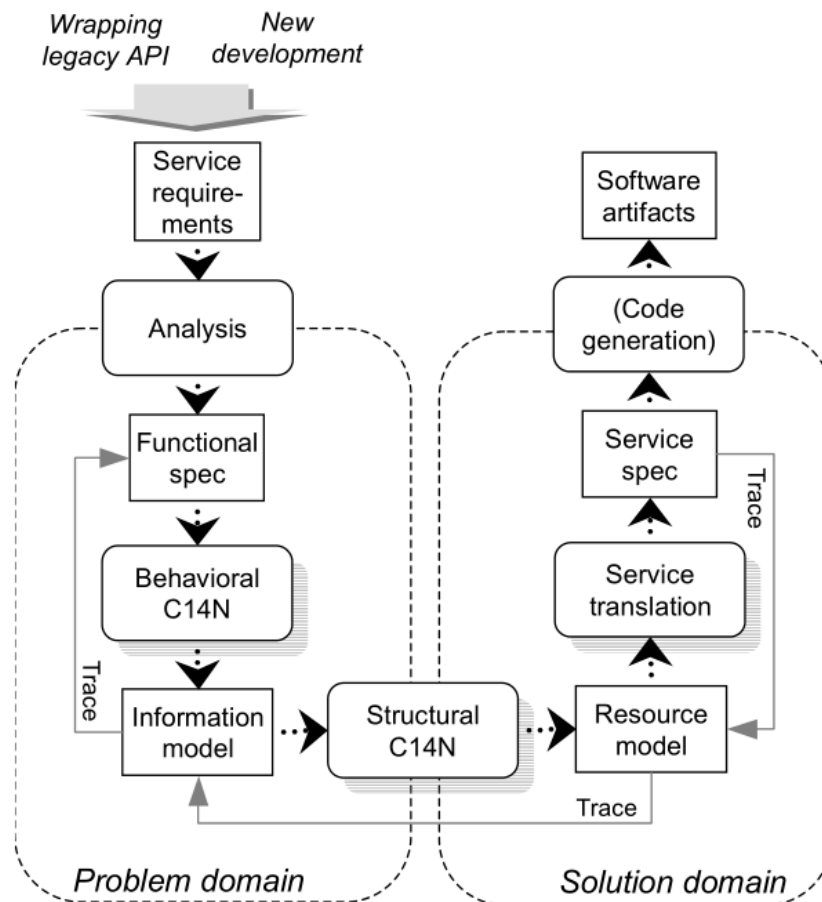 Wrapping
legacy API
New
development
Service
require-
ments
Analysis
Functional
spec
Behavioral
C14N
Trace
Information
model
Structural
C14N
Problem domain
Software
artifacts
(Code
generation)
Service
spec
Trace
Service
translation
Resource
model
Trace
Solution domain